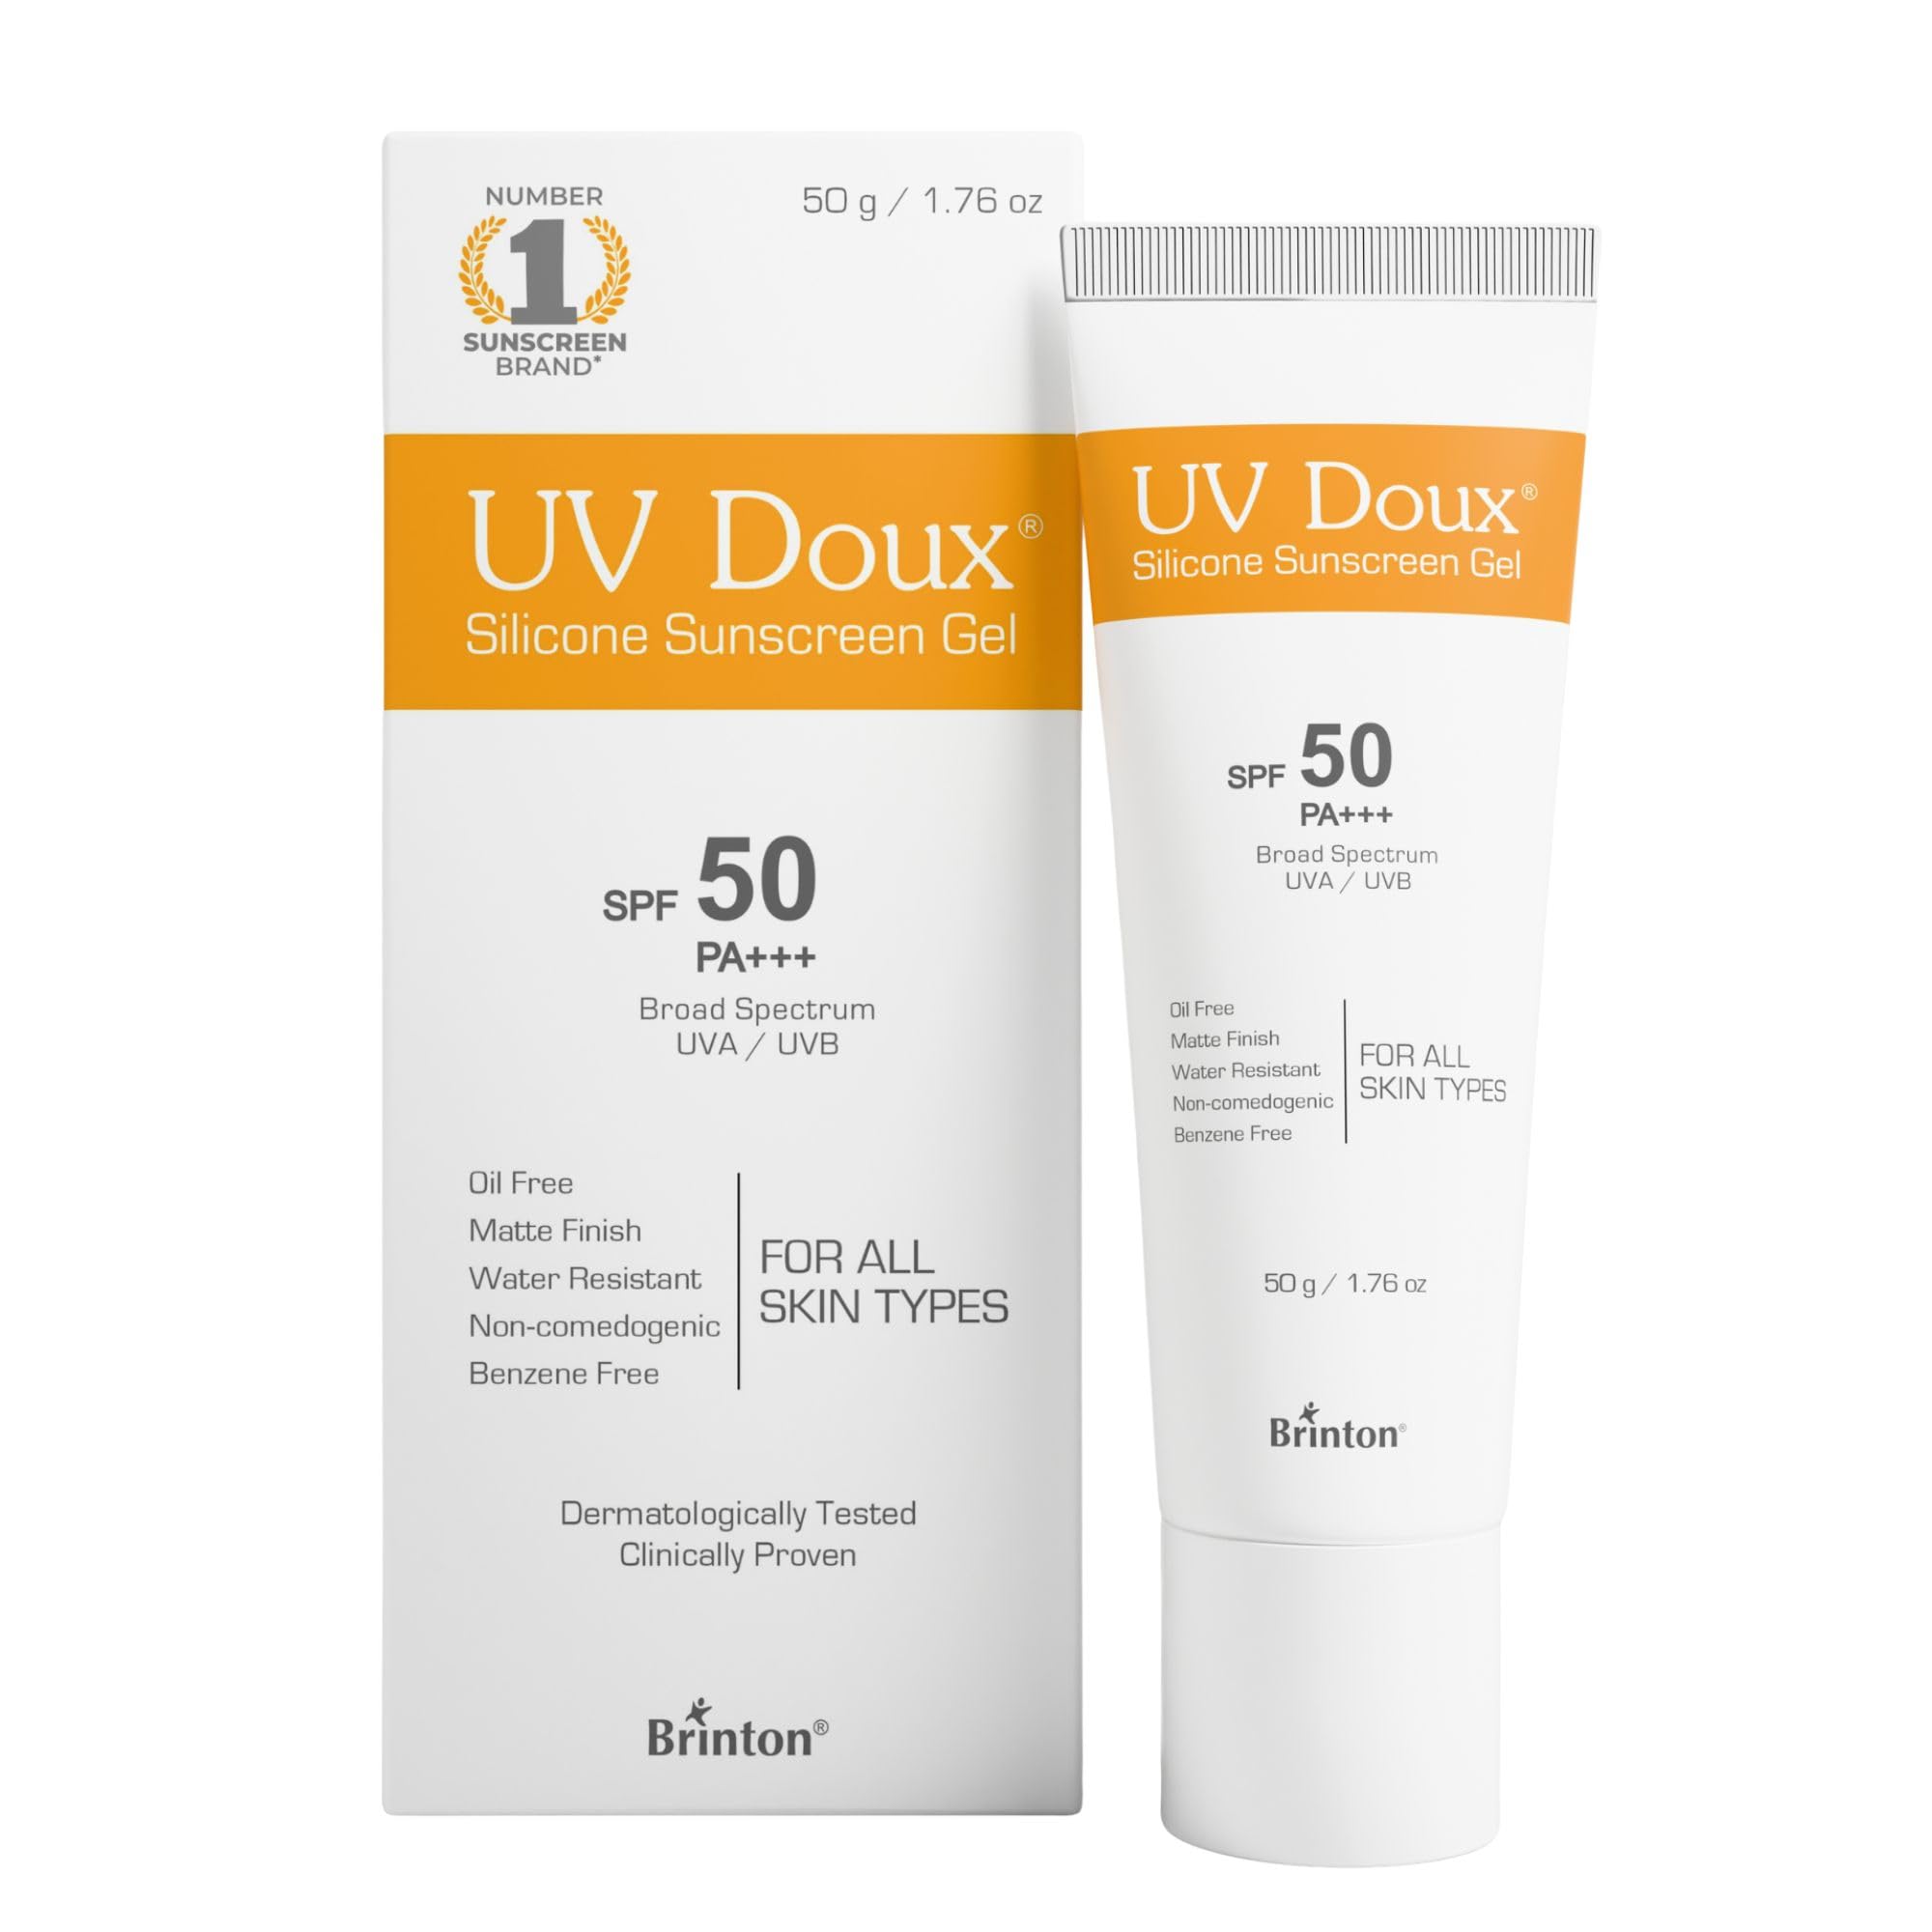 NUMBER
1
SUNSCREEN
BRAND*
50 g / 1.76 oz
UV Doux®
Silicone Sunscreen Gel
SPF 50
PA+++
Broad Spectrum
UVA / UVB
Oil Free
Matte Finish
Water Resistant
Non-comedogenic
Benzene Free
FOR ALL
SKIN TYPES
Dermatologically Tested
Clinically Proven
Brinton®
UV Doux®
Silicone Sunscreen Gel
SPF 50
PA+++
Broad Spectrum
UVA / UVB
Oil Free
Matte Finish
Water Resistant
Non-comedogenic
Benzene Free
FOR ALL
SKIN TYPES
50 g / 1.76 oz
Brinton®